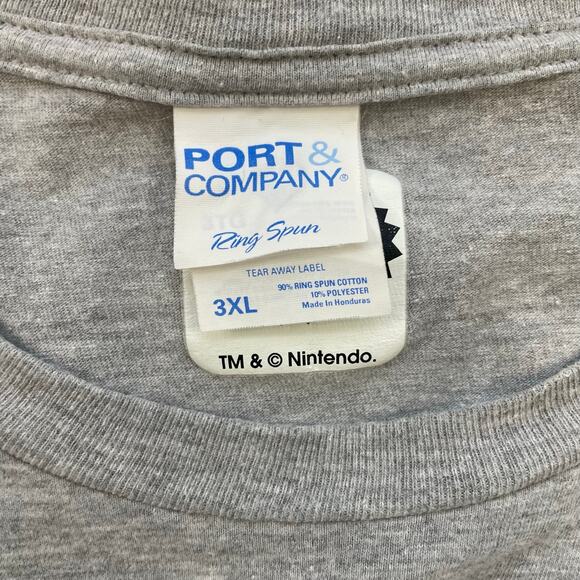 PORT &
COMPANY®
Ring Spun
TEAR AWAY LABEL
3XL
90% RING SPUN COTTON
10% POLYESTER
Made In Honduras
TM & © Nintendo.